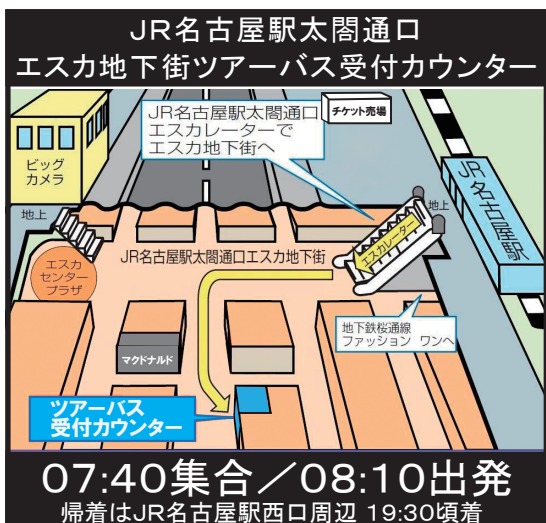 JR名古屋駅太閤通口
エスカ地下街ツアーバス受付カウンター
JR名古屋駅太閤通口
エスカレーターで
エスカ地下街へ
チケット売場
ビッグ
カメラ
JR名古屋駅
地上
地上
エスカレーター
JR名古屋駅太閤通口エスカ地下街
エスカ
センター
プラザ
地下鉄桜通線
ファッション ワンへ
マクドナルド
ツアーバス
受付カウンター
07:40集合／08:10出発
帰着はJR名古屋駅西口周辺 19:30頃着